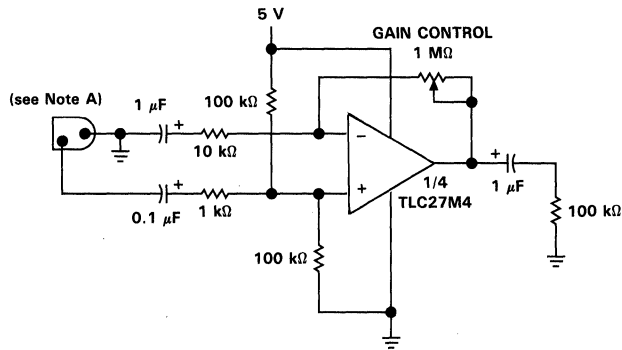 5 V
GAIN CONTROL
1 MΩ
(see Note A)
1 μF
+
100 kΩ
10 kΩ
−
+
0.1 μF
1 kΩ
+
1/4
TLC27M4
+
1 μF
100 kΩ
100 kΩ